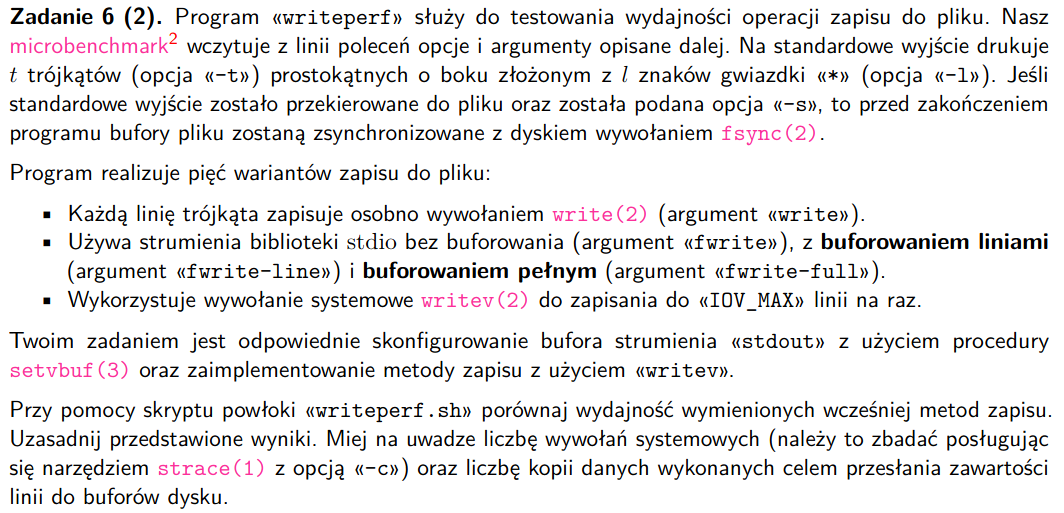 Zadanie 6 (2). Program «writeperf» służy do testowania wydajności operacji zapisu do pliku. Nasz
microbenchmark2 wczytuje z linii poleceń opcje i argumenty opisane dalej. Na standardowe wyjście drukuje
t trójkątów (opcja «-t») prostokątnych o boku złożonym z l znaków gwiazdki «*» (opcja «-l»). Jeśli
standardowe wyjście zostało przekierowane do pliku oraz została podana opcja «-s», to przed zakończeniem
programu bufory pliku zostaną zsynchronizowane z dyskiem wywołaniem fsync(2).
Program realizuje pięć wariantów zapisu do pliku:
▪ Każdą linię trójkąta zapisuje osobno wywołaniem write(2) (argument «write»).
▪ Używa strumienia biblioteki stdio bez buforowania (argument «fwrite»), z buforowaniem liniami
(argument «fwrite-line») i buforowaniem pełnym (argument «fwrite-full»).
▪ Wykorzystuje wywołanie systemowe writev(2) do zapisania do «IOV_MAX» linii na raz.
Twoim zadaniem jest odpowiednie skonfigurowanie bufora strumienia «stdout» z użyciem procedury
setvbuf(3) oraz zaimplementowanie metody zapisu z użyciem «writev».
Przy pomocy skryptu powłoki «writeperf.sh» porównaj wydajność wymienionych wcześniej metod zapisu.
Uzasadnij przedstawione wyniki. Miej na uwadze liczbę wywołań systemowych (należy to zbadać posługując
się narzędziem strace(1) z opcją «-c») oraz liczbę kopii danych wykonanych celem przesłania zawartości
linii do buforów dysku.